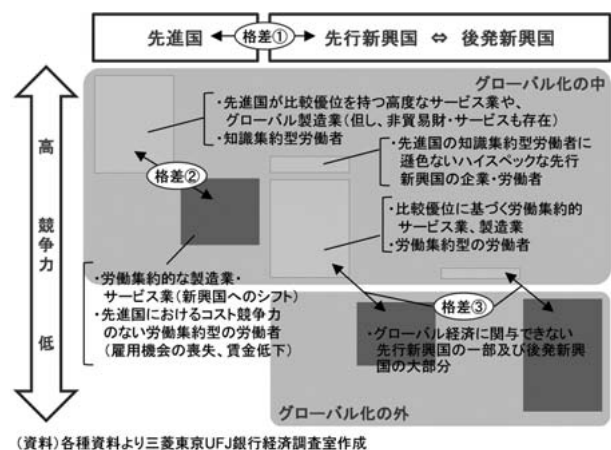 先進国
格差①
先行新興国 ⇔ 後発新興国
グローバル化の中
・先進国が比較優位を持つ高度なサービス業や、
グローバル製造業(但し、非貿易財・サービスも存在)
・知識集約型労働者
高
・先進国の知識集約型労働者に
遜色ないハイスペックな先行
新興国の企業・労働者
格差②
競争力
・比較優位に基づく労働集約的
サービス業、製造業
・労働集約型の労働者
・労働集約的な製造業・
サービス業(新興国へのシフト)
・先進国におけるコスト競争力
のない労働集約型の労働者
(雇用機会の喪失、賃金低下)
格差③
低
・グローバル経済に関与できない
先行新興国の一部及び後発新興
国の大部分
グローバル化の外
(資料)各種資料より三菱東京UFJ銀行経済調査室作成